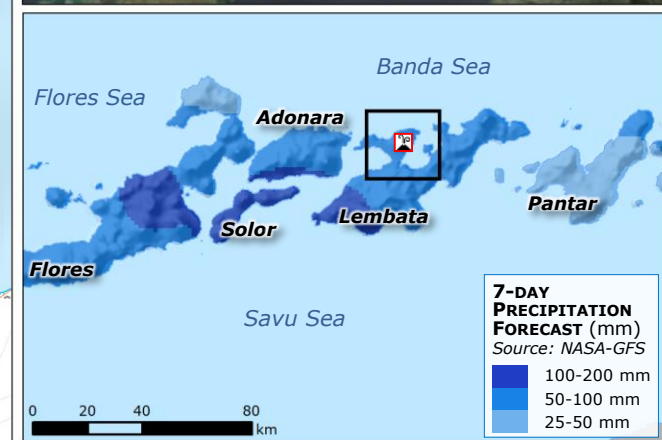 Banda Sea
Flores Sea
Adonara
Solor
Lembata
Pantar
Flores
Savu Sea
7-DAY
PRECIPITATION
FORECAST (mm)
Source: NASA-GFS
100-200 mm
50-100 mm
25-50 mm
0 20 40 80
km